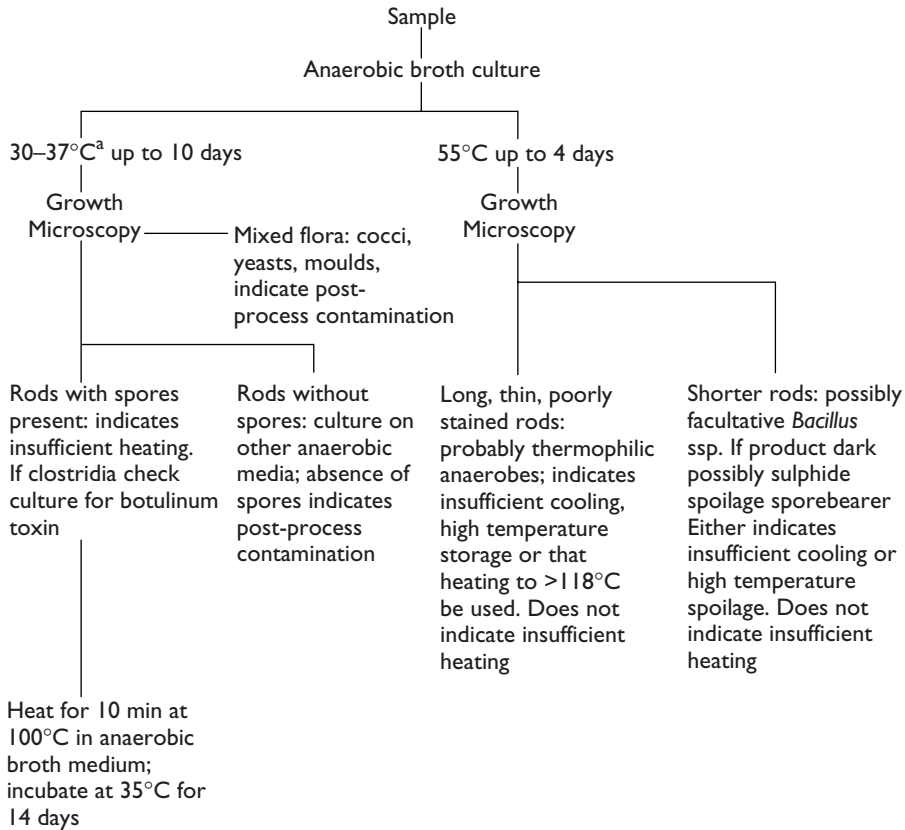 Sample
Anaerobic broth culture
30–37°Cᵃ up to 10 days
Growth
Microscopy
Mixed flora: cocci,
yeasts, moulds,
indicate post-
process contamination
55°C up to 4 days
Growth
Microscopy
Rods with spores
present: indicates
insufficient heating.
If clostridia check
culture for botulinum
toxin
Rods without
spores: culture on
other anaerobic
media; absence of
spores indicates
post-process
contamination
Long, thin, poorly
stained rods:
probably thermophilic
anaerobes; indicates
insufficient cooling,
high temperature
storage or that
heating to >118°C
be used. Does not
indicate insufficient
heating
Shorter rods: possibly
facultative Bacillus
ssp. If product dark
possibly sulphide
spoilage sporebearer
Either indicates
insufficient cooling or
high temperature
spoilage. Does not
indicate insufficient
heating
Heat for 10 min at
100°C in anaerobic
broth medium;
incubate at 35°C for
14 days